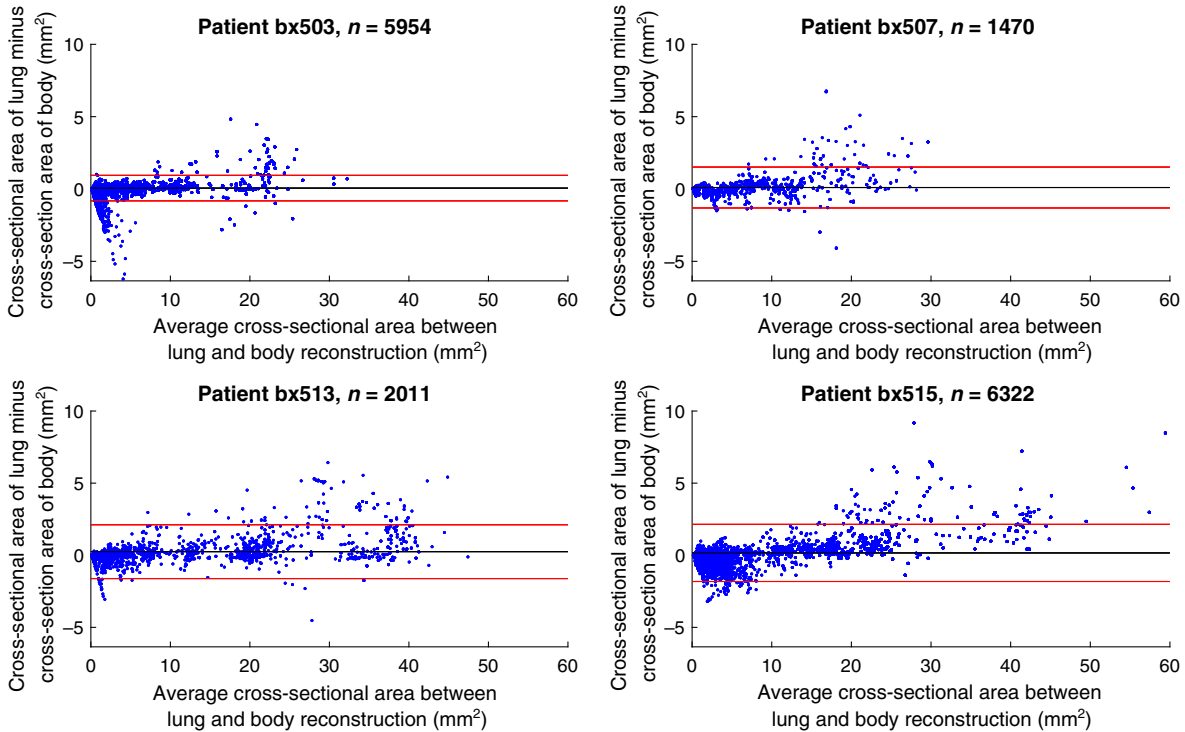 Patient bx503, n = 5954
Cross-sectional area of lung minus
cross-section area of body (mm²)
10
5
0
–5
0 10 20 30 40 50 60
Average cross-sectional area between
lung and body reconstruction (mm²)
Patient bx507, n = 1470
Cross-sectional area of lung minus
cross-section area of body (mm²)
10
5
0
–5
0 10 20 30 40 50 60
Average cross-sectional area between
lung and body reconstruction (mm²)
Patient bx513, n = 2011
Cross-sectional area of lung minus
cross-section area of body (mm²)
10
5
0
–5
0 10 20 30 40 50 60
Average cross-sectional area between
lung and body reconstruction (mm²)
Patient bx515, n = 6322
Cross-sectional area of lung minus
cross-section area of body (mm²)
10
5
0
–5
0 10 20 30 40 50 60
Average cross-sectional area between
lung and body reconstruction (mm²)